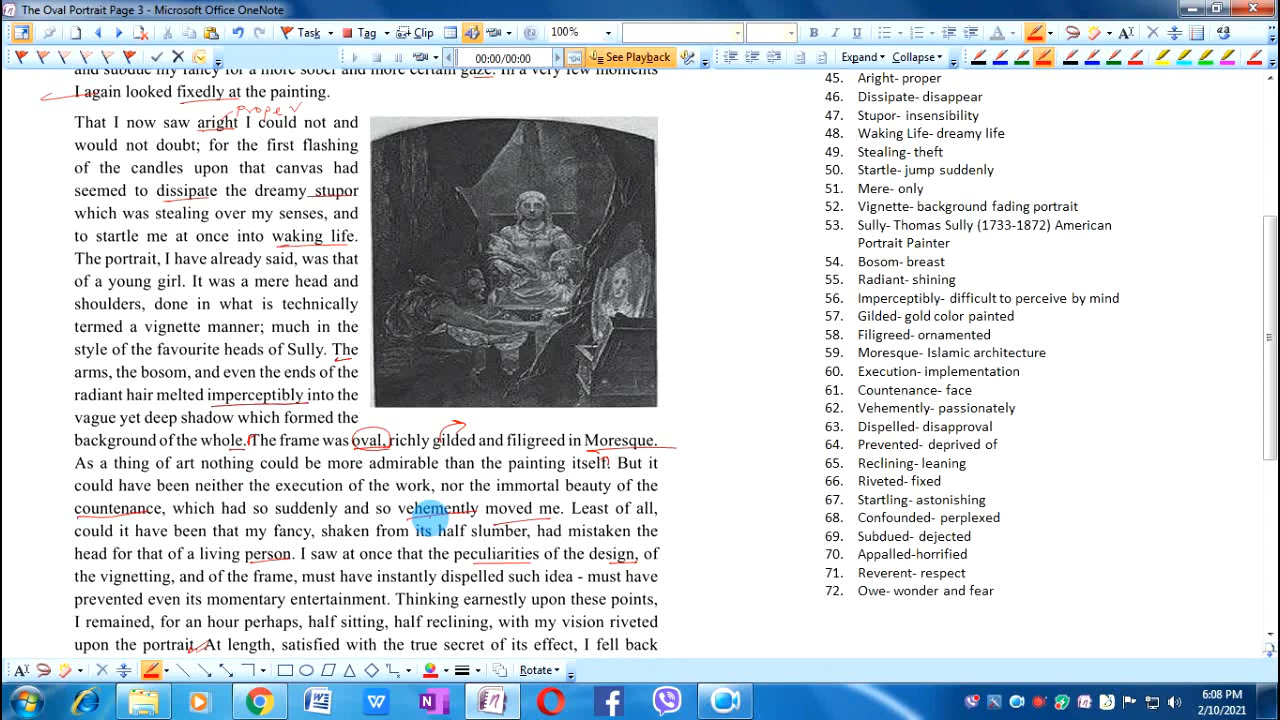 The Oval Portrait Page 3 - Microsoft Office OneNote
Task Tag Clip 100% B I U
00:00/00:00 See Playback Expand Collapse
and subdue my fancy for a more sober and more certain gaze. In a very few moments
I again looked fixedly at the painting.
proper
That I now saw aright I could not and
would not doubt; for the first flashing
of the candles upon that canvas had
seemed to dissipate the dreamy stupor
which was stealing over my senses, and
to startle me at once into waking life.
The portrait, I have already said, was that
of a young girl. It was a mere head and
shoulders, done in what is technically
termed a vignette manner; much in the
style of the favourite heads of Sully. The
arms, the bosom, and even the ends of the
radiant hair melted imperceptibly into the
vague yet deep shadow which formed the
background of the whole. The frame was oval, richly gilded and filigreed in Moresque.
As a thing of art nothing could be more admirable than the painting itself. But it
could have been neither the execution of the work, nor the immortal beauty of the
countenance, which had so suddenly and so vehemently moved me. Least of all,
could it have been that my fancy, shaken from its half slumber, had mistaken the
head for that of a living person. I saw at once that the peculiarities of the design, of
the vignetting, and of the frame, must have instantly dispelled such idea - must have
prevented even its momentary entertainment. Thinking earnestly upon these points,
I remained, for an hour perhaps, half sitting, half reclining, with my vision riveted
upon the portrait. At length, satisfied with the true secret of its effect, I fell back
45. Aright- proper
46. Dissipate- disappear
47. Stupor- insensibility
48. Waking Life- dreamy life
49. Stealing- theft
50. Startle- jump suddenly
51. Mere- only
52. Vignette- background fading portrait
53. Sully- Thomas Sully (1733-1872) American
Portrait Painter
54. Bosom- breast
55. Radiant- shining
56. Imperceptibly- difficult to perceive by mind
57. Gilded- gold color painted
58. Filigreed- ornamented
59. Moresque- Islamic architecture
60. Execution- implementation
61. Countenance- face
62. Vehemently- passionately
63. Dispelled- disapproval
64. Prevented- deprived of
65. Reclining- leaning
66. Riveted- fixed
67. Startling- astonishing
68. Confounded- perplexed
69. Subdued- dejected
70. Appalled-horrified
71. Reverent- respect
72. Owe- wonder and fear
Rotate
6:08 PM
2/10/2021